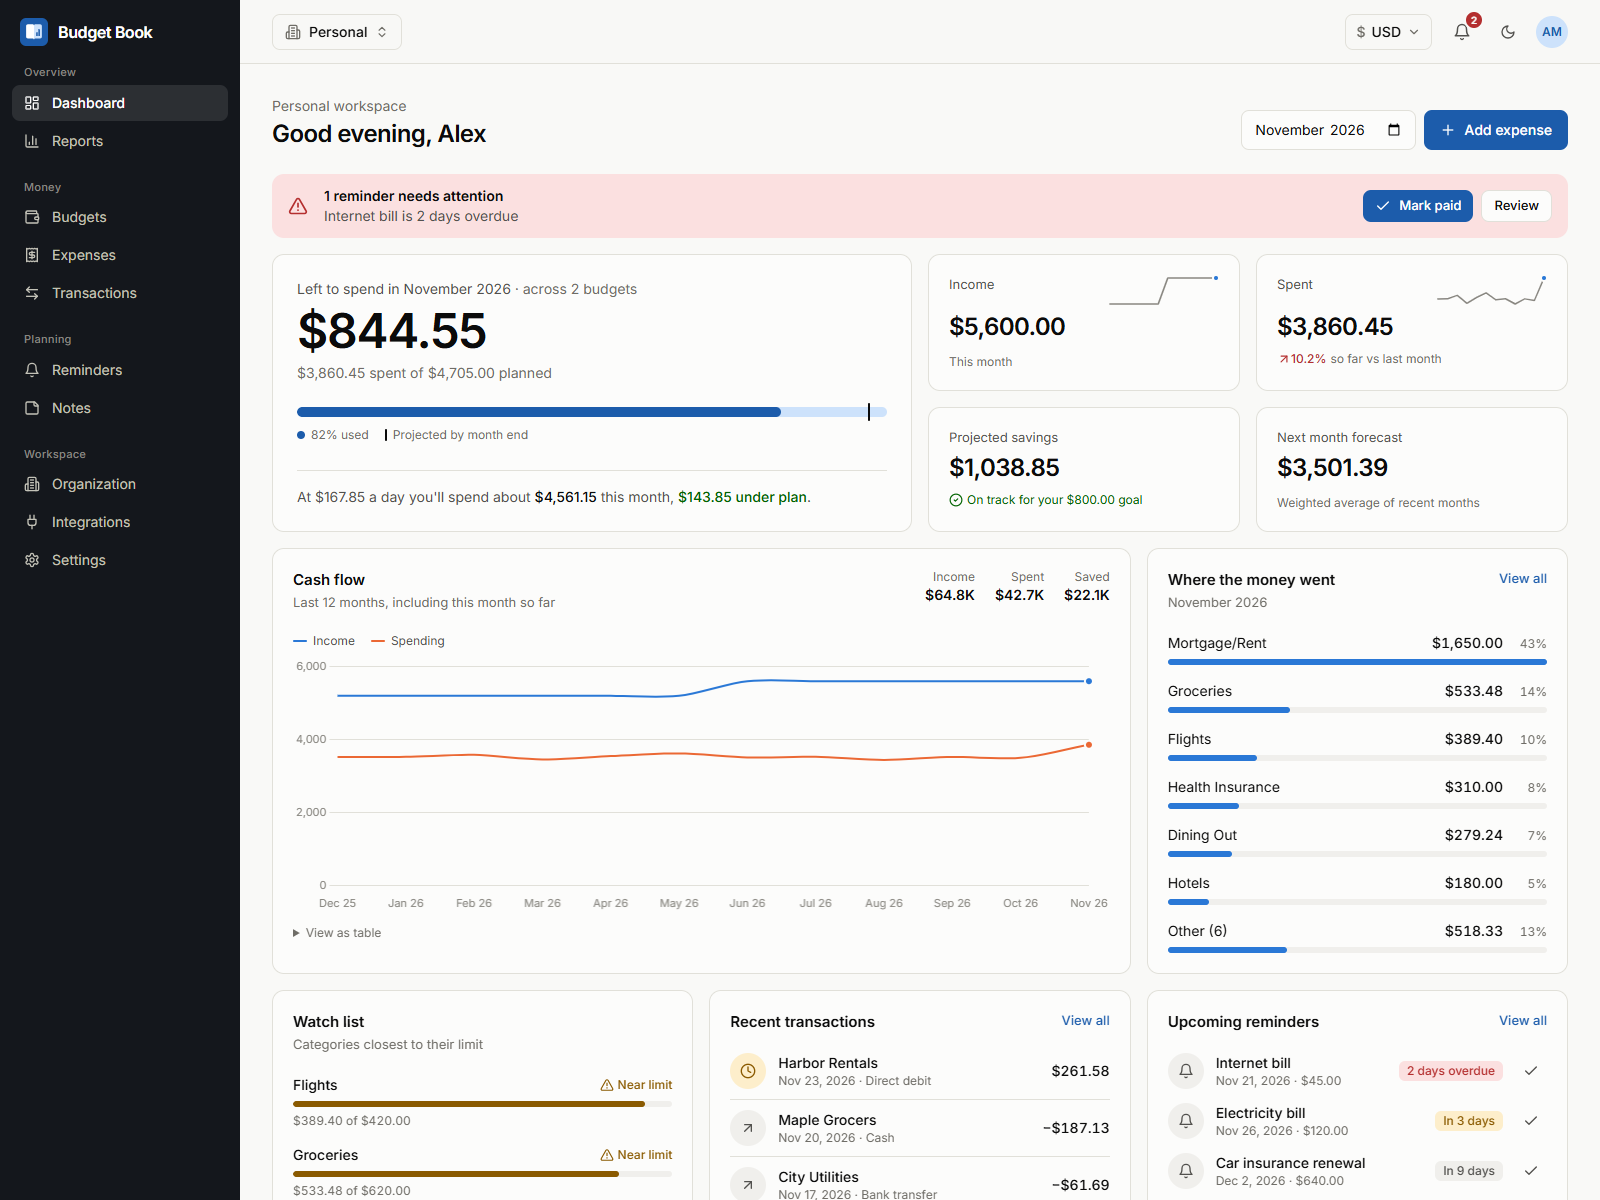 Budget Book
Overview
Dashboard
Reports
Money
Budgets
Expenses
Transactions
Planning
Reminders
Notes
Workspace
Organization
Integrations
Settings
Personal
$ USD
2
AM
Personal workspace
Good evening, Alex
November 2026
Add expense
1 reminder needs attention
Internet bill is 2 days overdue
Mark paid
Review
Left to spend in November 2026 · across 2 budgets
$844.55
$3,860.45 spent of $4,705.00 planned
82% used
Projected by month end
At $167.85 a day you'll spend about $4,561.15 this month, $143.85 under plan.
Income
$5,600.00
This month
Spent
$3,860.45
10.2% so far vs last month
Projected savings
$1,038.85
On track for your $800.00 goal
Next month forecast
$3,501.39
Weighted average of recent months
Cash flow
Last 12 months, including this month so far
Income
$64.8K
Spent
$42.7K
Saved
$22.1K
Income
Spending
6,000
4,000
2,000
0
Dec 25
Jan 26
Feb 26
Mar 26
Apr 26
May 26
Jun 26
Jul 26
Aug 26
Sep 26
Oct 26
Nov 26
View as table
Where the money went
View all
November 2026
Mortgage/Rent $1,650.00 43%
Groceries $533.48 14%
Flights $389.40 10%
Health Insurance $310.00 8%
Dining Out $279.24 7%
Hotels $180.00 5%
Other (6) $518.33 13%
Watch list
Categories closest to their limit
Flights
Near limit
$389.40 of $420.00
Groceries
Near limit
$533.48 of $620.00
Recent transactions
View all
Harbor Rentals
Nov 23, 2026 · Direct debit
$261.58
Maple Grocers
Nov 20, 2026 · Cash
−$187.13
City Utilities
Nov 17, 2026 · Bank transfer
−$61.69
Upcoming reminders
View all
Internet bill
Nov 21, 2026 · $45.00
2 days overdue
Electricity bill
Nov 26, 2026 · $120.00
In 3 days
Car insurance renewal
Dec 2, 2026 · $640.00
In 9 days